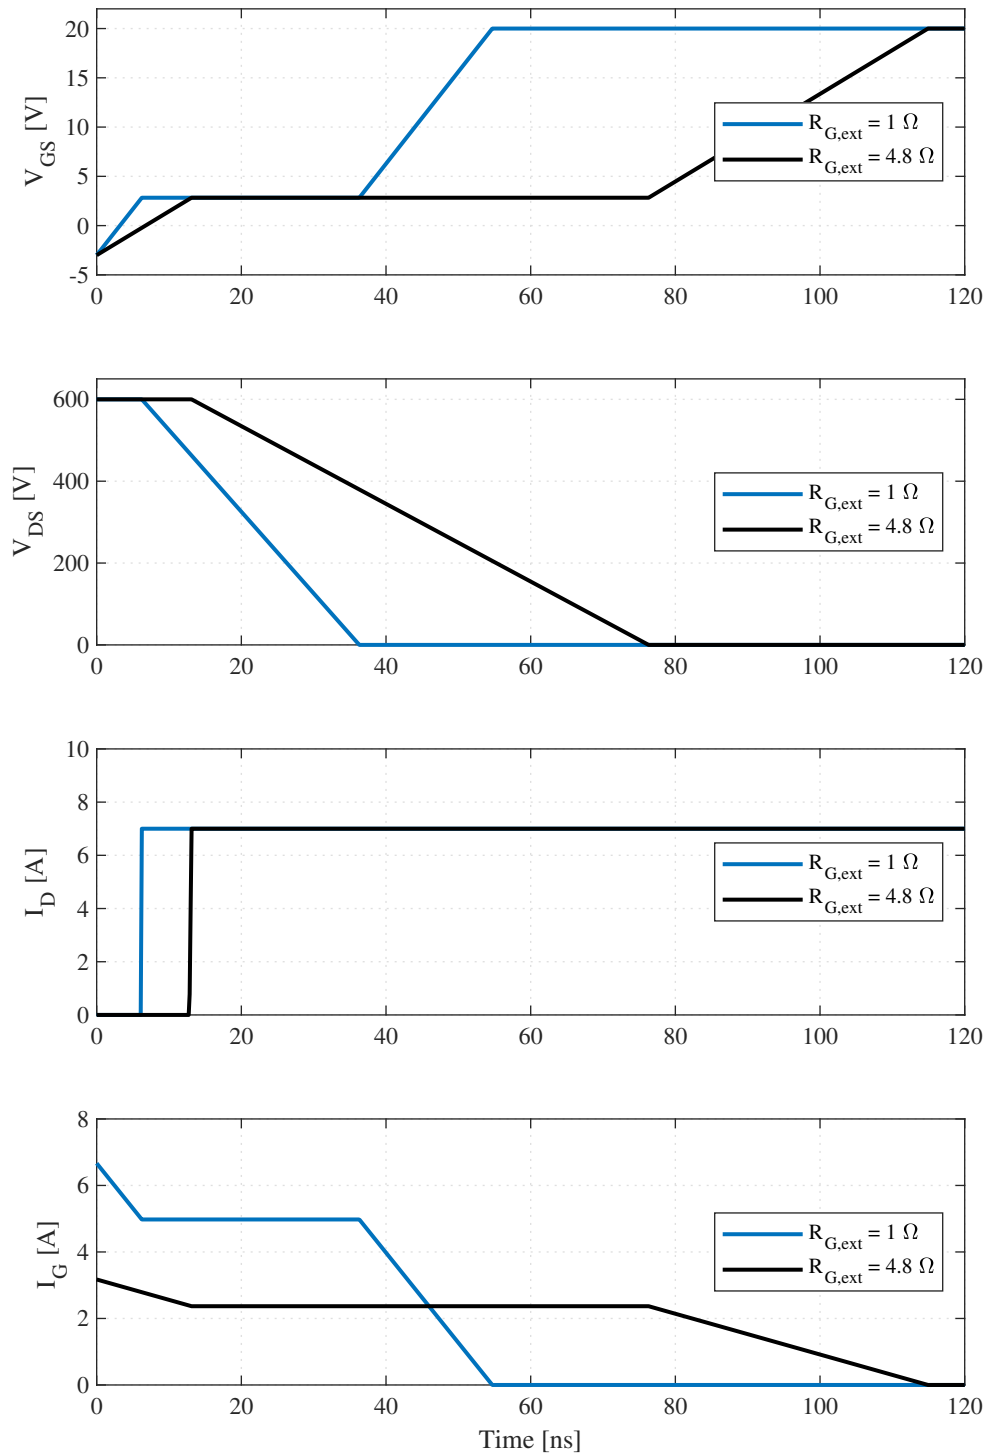 20
15
10
5
0
-5
V_GS [V]
R_G,ext = 1 Ω
R_G,ext = 4.8 Ω
0 20 40 60 80 100 120
600
400
200
0
V_DS [V]
R_G,ext = 1 Ω
R_G,ext = 4.8 Ω
0 20 40 60 80 100 120
10
8
6
4
2
0
I_D [A]
R_G,ext = 1 Ω
R_G,ext = 4.8 Ω
0 20 40 60 80 100 120
8
6
4
2
0
I_G [A]
R_G,ext = 1 Ω
R_G,ext = 4.8 Ω
0 20 40 60 80 100 120
Time [ns]